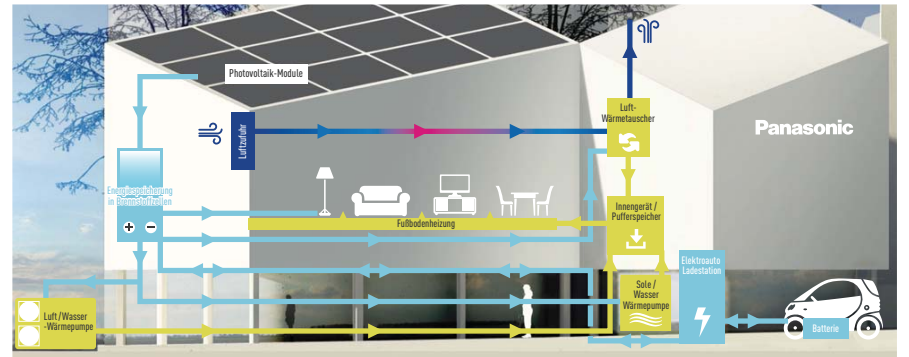 Photovoltaik-Module
Luftzufuhr
Luft-
Wärmetauscher
Panasonic
Energiespeicherung
in Brennstoffzellen
Innengerät /
Pufferspeicher
Fußbodenheizung
Elektroauto
Ladestation
Luft/Wasser
-Wärmepumpe
Sole /
Wasser
Wärmepumpe
Batterie